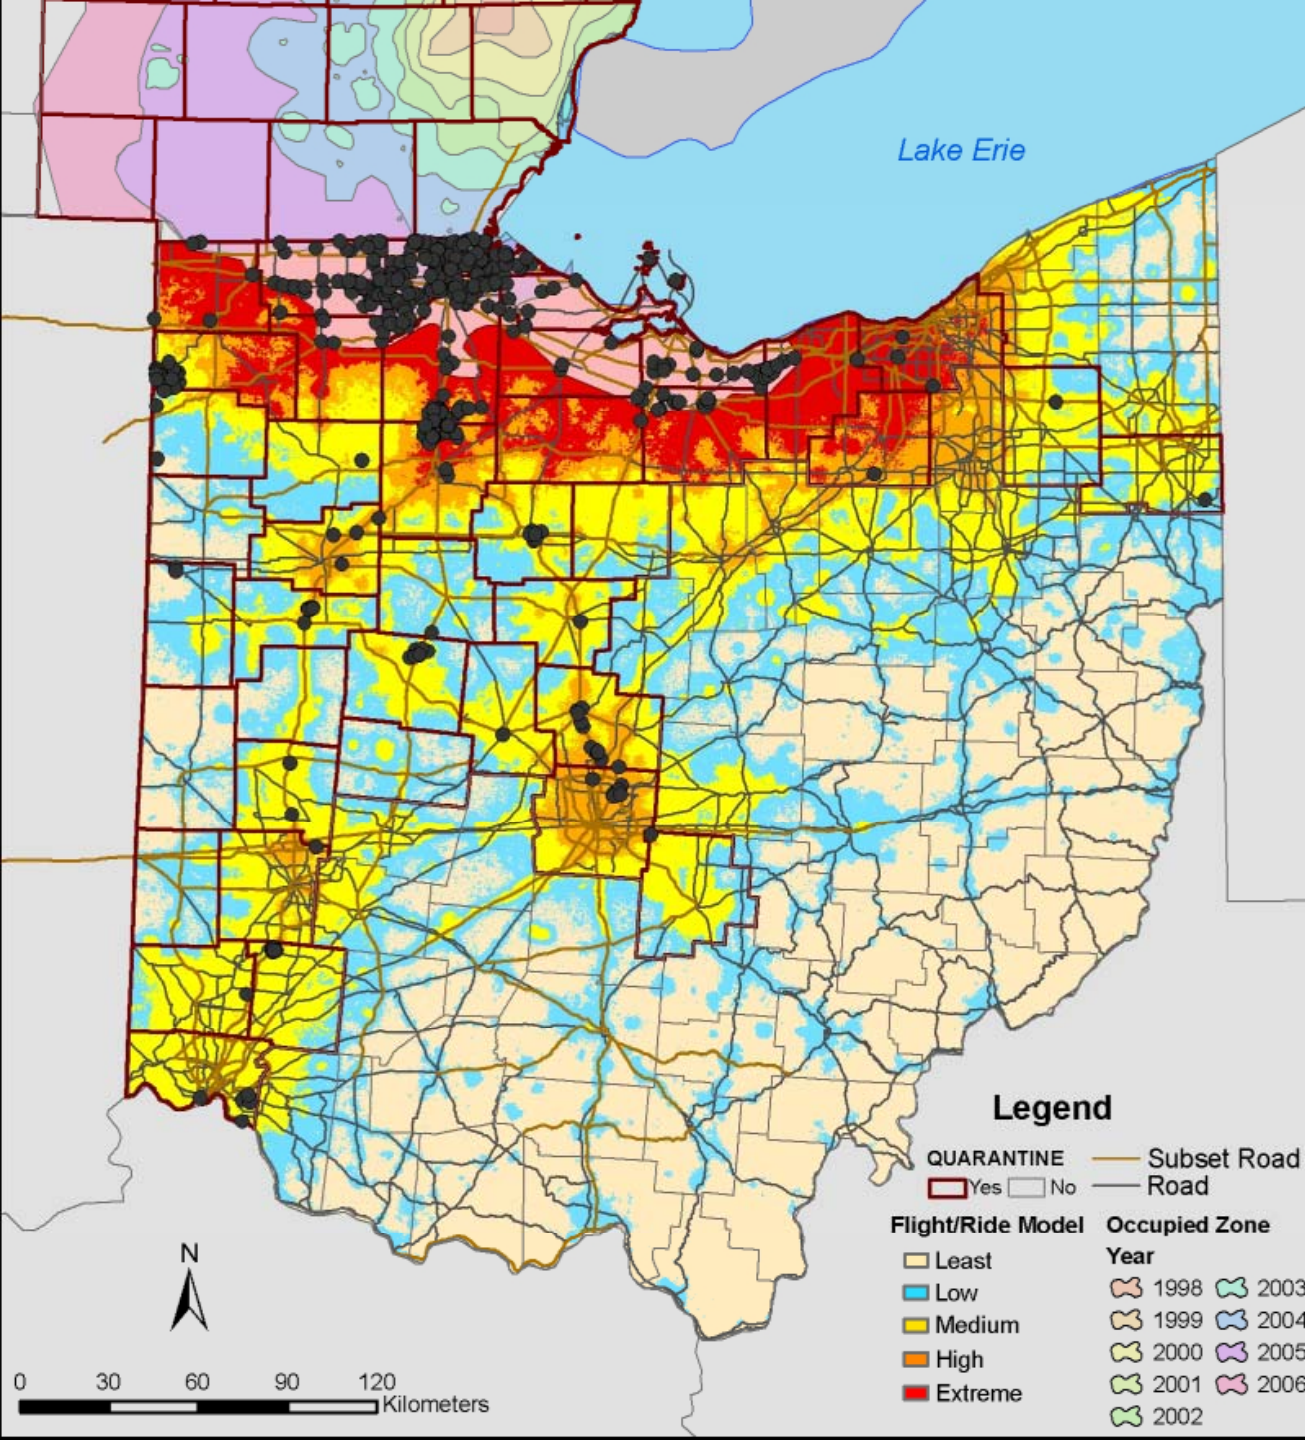 Lake Erie
Legend
QUARANTINE
Yes No
Subset Road
Road
Flight/Ride Model
Least
Low
Medium
High
Extreme
Occupied Zone
Year
1998 2003
1999 2004
2000 2005
2001 2006
2002
N
0 30 60 90 120
Kilometers